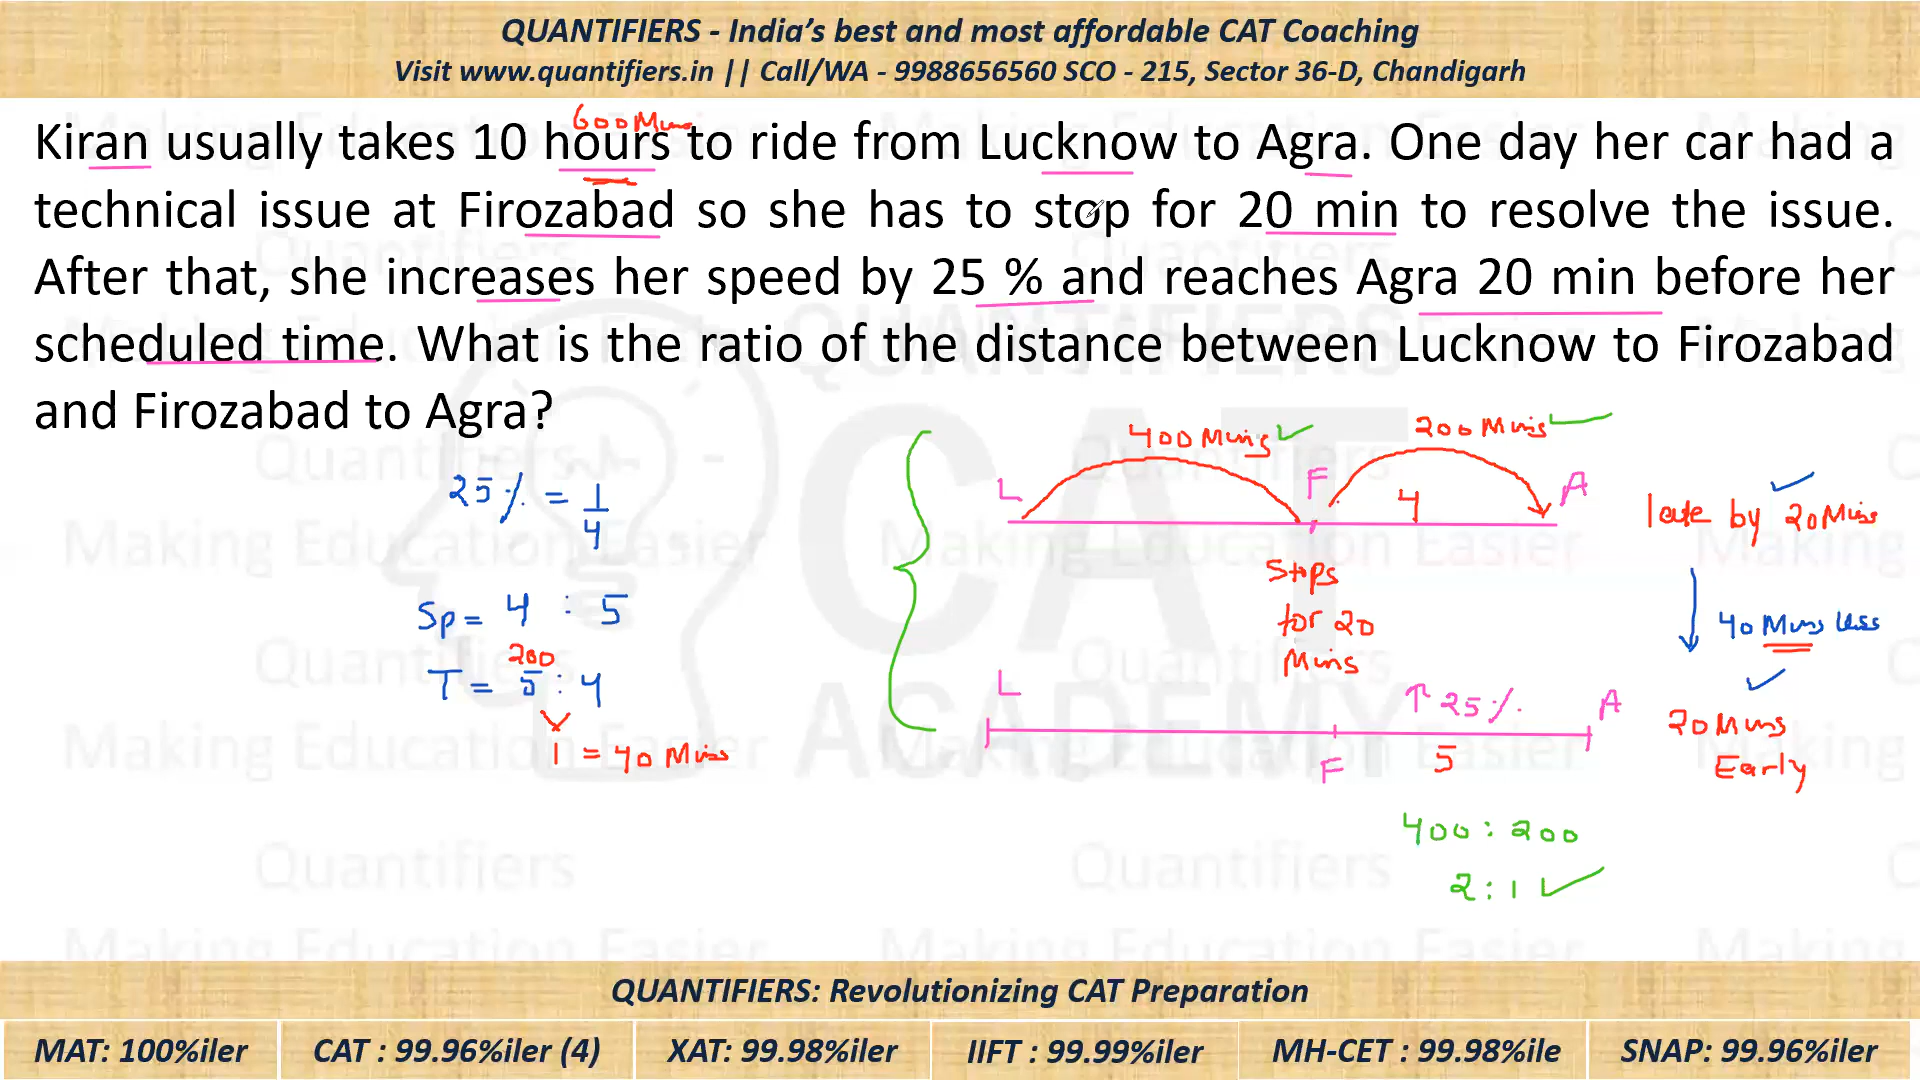 QUANTIFIERS - India's best and most affordable CAT Coaching
Visit www.quantifiers.in || Call/WA - 9988656560 SCO - 215, Sector 36-D, Chandigarh
600 Mins
Kiran usually takes 10 hours to ride from Lucknow to Agra. One day her car had a
technical issue at Firozabad so she has to stop for 20 min to resolve the issue.
After that, she increases her speed by 25 % and reaches Agra 20 min before her
scheduled time. What is the ratio of the distance between Lucknow to Firozabad
and Firozabad to Agra?
25% = 1/4
Sp = 4 : 5
200
T = 5 : 4
1 = 40 Mins
400 Mins
200 Mins
L F A
4
Stops
for 20
Mins
late by 20 Mins
40 Mins less
20 Mins
Early
L ↑ 25% A
F 5
400 : 200
2 : 1
QUANTIFIERS
CAT
ACADEMY
Quantifiers
Making Education Easier
QUANTIFIERS: Revolutionizing CAT Preparation
MAT: 100%iler
CAT : 99.96%iler (4)
XAT: 99.98%iler
IIFT : 99.99%iler
MH-CET : 99.98%ile
SNAP: 99.96%iler